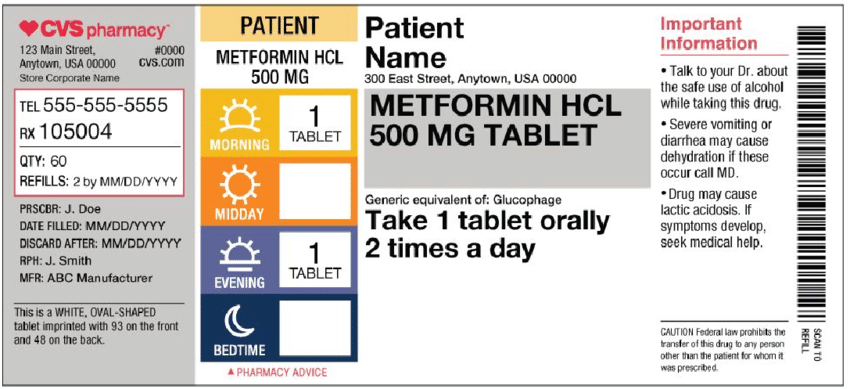 CVS pharmacy™
123 Main Street, #0000
Anytown, USA 00000 cvs.com
Store Corporate Name
TEL 555-555-5555
RX 105004
QTY: 60
REFILLS: 2 by MM/DD/YYYY
PRSCBR: J. Doe
DATE FILLED: MM/DD/YYYY
DISCARD AFTER: MM/DD/YYYY
RPH: J. Smith
MFR: ABC Manufacturer
This is a WHITE, OVAL-SHAPED
tablet imprinted with 93 on the front
and 48 on the back.
PATIENT
METFORMIN HCL
500 MG
MORNING
1
TABLET
MIDDAY
EVENING
1
TABLET
BEDTIME
▲ PHARMACY ADVICE
Patient
Name
300 East Street, Anytown, USA 00000
METFORMIN HCL
500 MG TABLET
Generic equivalent of: Glucophage
Take 1 tablet orally
2 times a day
Important
Information
• Talk to your Dr. about
the safe use of alcohol
while taking this drug.
• Severe vomiting or
diarrhea may cause
dehydration if these
occur call MD.
• Drug may cause
lactic acidosis. If
symptoms develop,
seek medical help.
CAUTION Federal law prohibits the
transfer of this drug to any person
other than the patient for whom it
was prescribed.
SCAN TO
REFILL